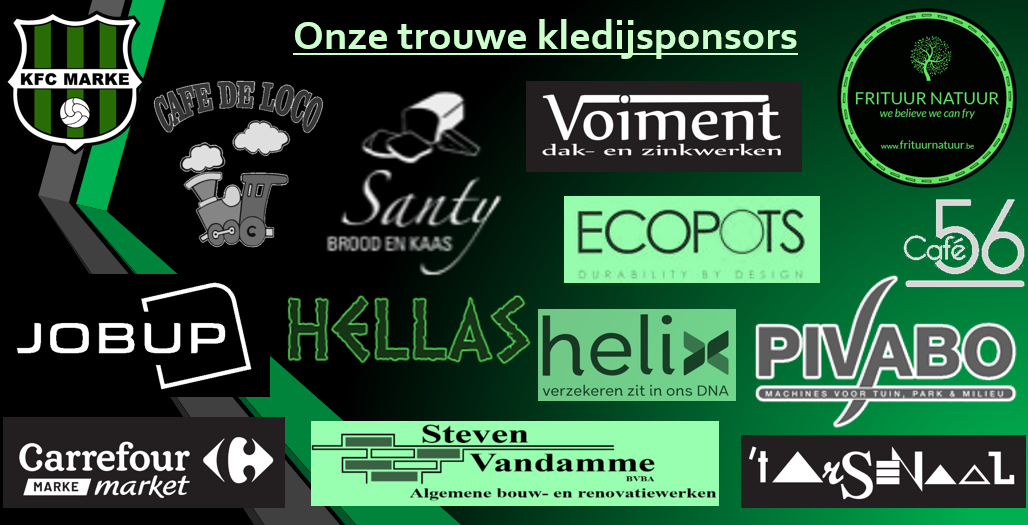 Onze trouwe kledijsponsors
KFC MARKE
CAFE DE LOCO
C
Santy
BROOD EN KAAS
Voiment
dak- en zinkwerken
FRITUUR NATUUR
we believe we can fry
www.frituurnatuur.be
ECOPOTS
DURABILITY BY DESIGN
Café 56
JOBUP
HELLAS
helix
verzekeren zit in ons DNA
PIVABO
MACHINES VOOR TUIN, PARK & MILIEU
Carrefour
MARKE market
Steven
Vandamme
BVBA
Algemene bouw- en renovatiewerken
't ArSENAAL